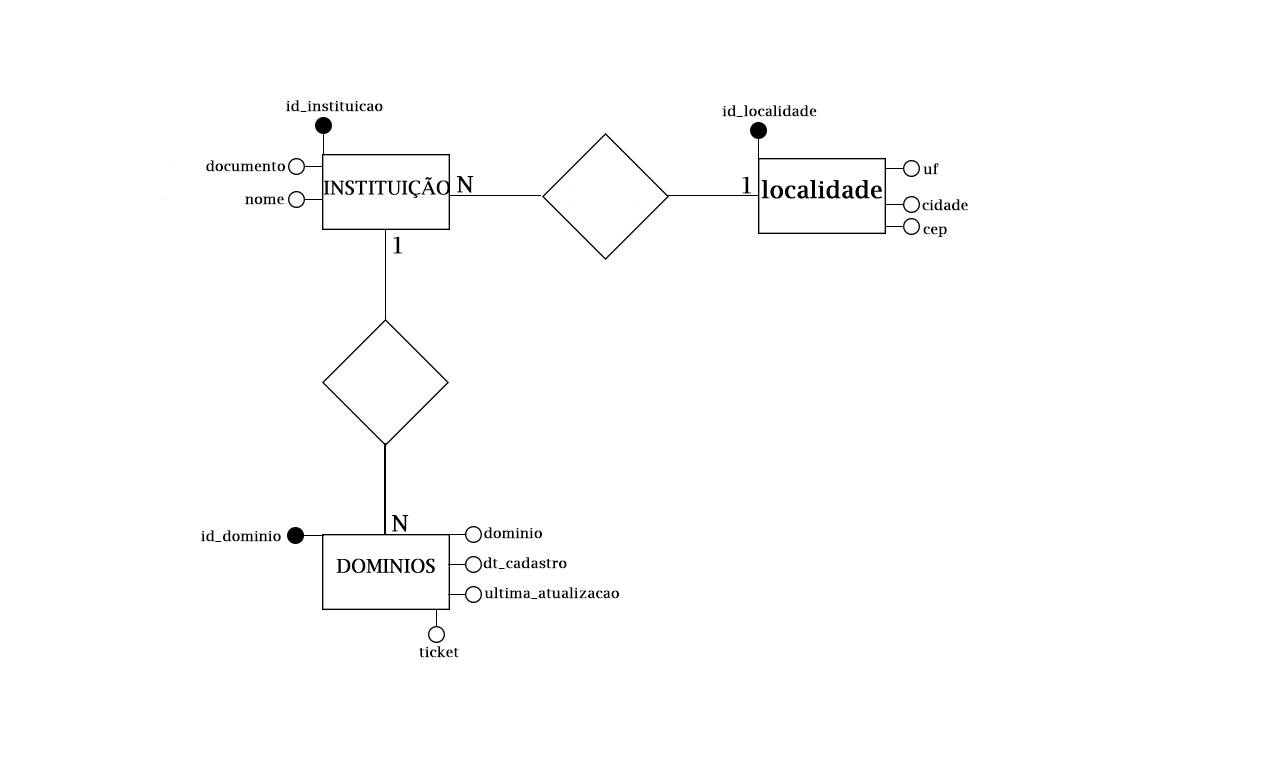 id_instituicao
id_localidade
documento
nome
INSTITUIÇÃO
N
1
localidade
uf
cidade
cep
1
N
id_dominio
DOMINIOS
dominio
dt_cadastro
ultima_atualizacao
ticket